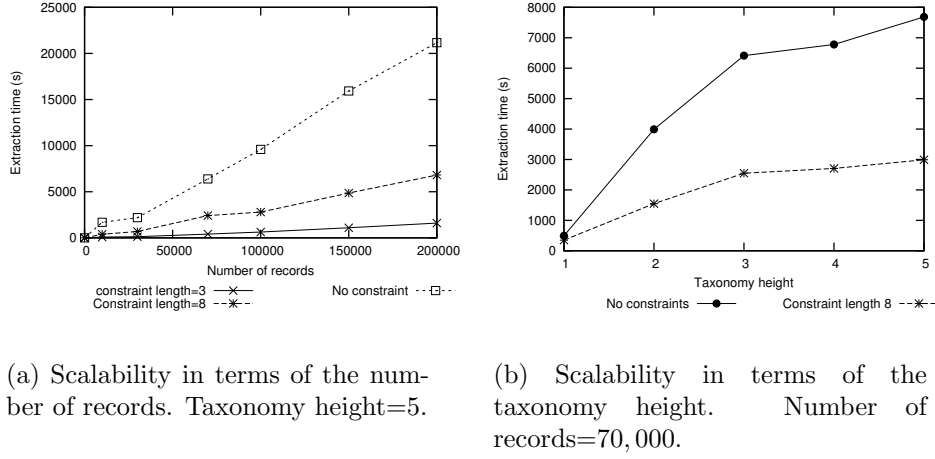 25000
20000
15000
10000
5000
0
Extraction time (s)
0 50000 100000 150000 200000
Number of records
constraint length=3
Constraint length=8
No constraint
8000
7000
6000
5000
4000
3000
2000
1000
0
Extraction time (s)
1 2 3 4 5
Taxonomy height
No constraints
Constraint length 8
(a) Scalability in terms of the num-
ber of records. Taxonomy height=5.
(b) Scalability in terms of the
taxonomy height. Number of
records=70,000.